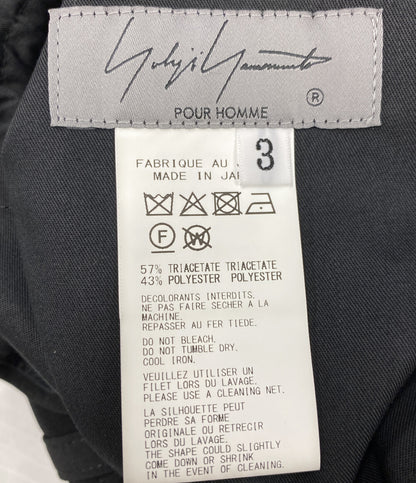 Yohji Yamamoto
POUR HOMME ®
3
FABRIQUE AU
MADE IN
F W
57% TRIACETATE TRIACETATE
43% POLYESTER POLYESTER
DECOLORANTS INTERDITS.
NE PAS FAIRE SECHER A LA
MACHINE.
REPASSER AU FER TIEDE.
DO NOT BLEACH.
DO NOT TUMBLE DRY.
COOL IRON.
VEUILLEZ UTILISER UN
FILET LORS DU LAVAGE.
PLEASE USE A CLEANING NET.
LA SILHOUETTE PEUT
PERDRE SA FORME
ORIGINALE OU RETRECIR
LORS DU LAVAGE.
THE SHAPE COULD SLIGHTLY
COME DOWN OR SHRINK
IN THE EVENT OF CLEANING.